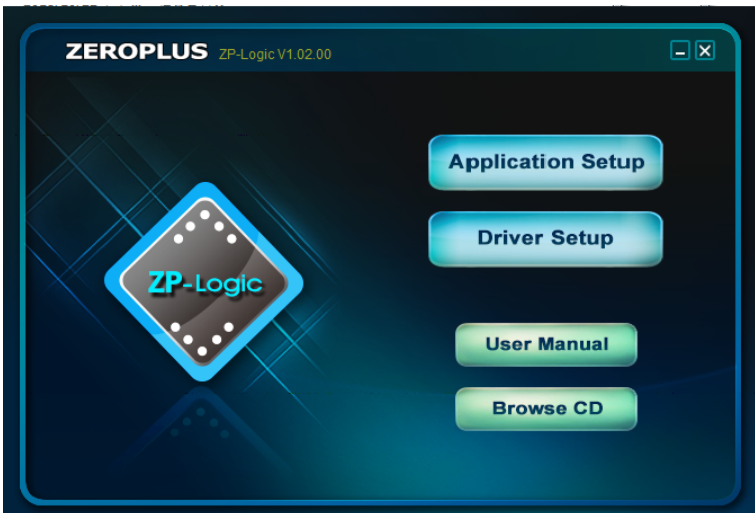 ZEROPLUS ZP-Logic V1.02.00
Application Setup
Driver Setup
ZP-Logic
User Manual
Browse CD